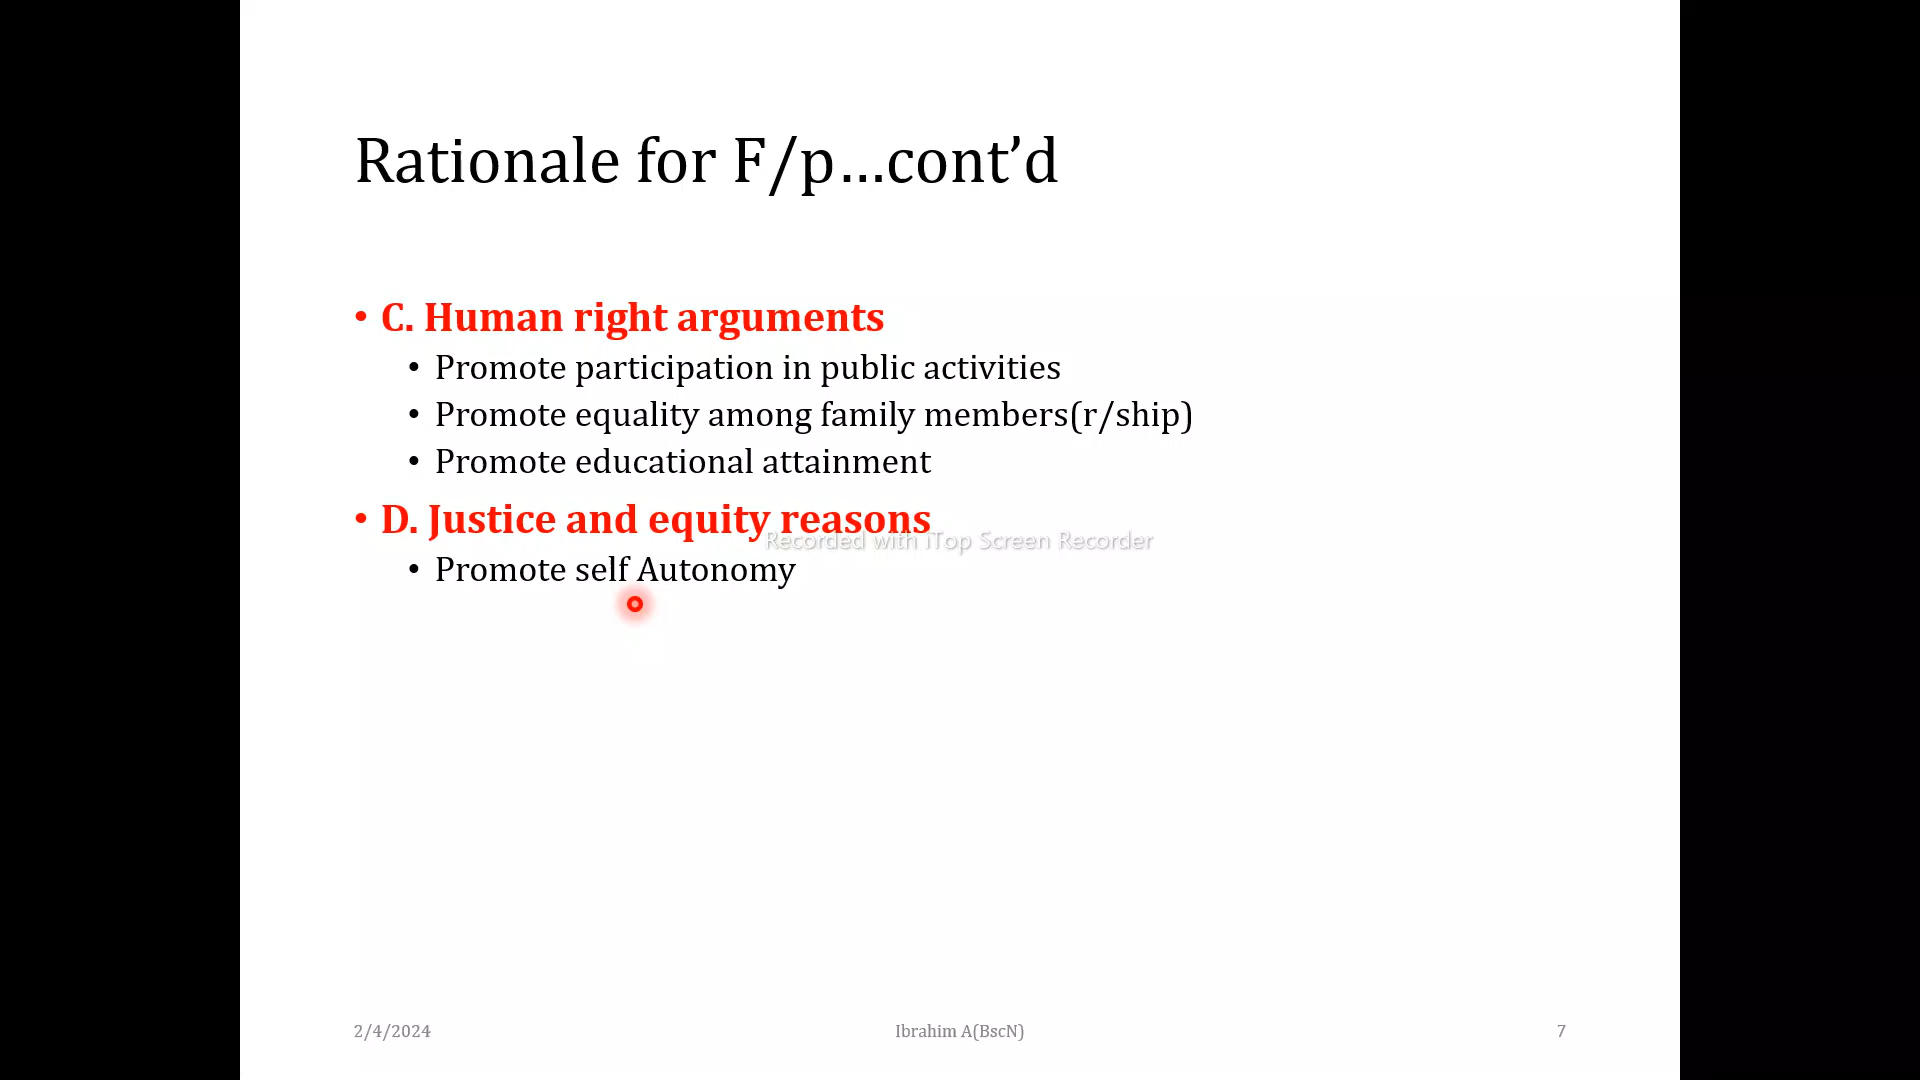 Rationale for F/p...cont’d
• C. Human right arguments
• Promote participation in public activities
• Promote equality among family members(r/ship)
• Promote educational attainment
• D. Justice and equity reasons
Recorded with iTop Screen Recorder
• Promote self Autonomy
2/4/2024
Ibrahim A(BscN)
7